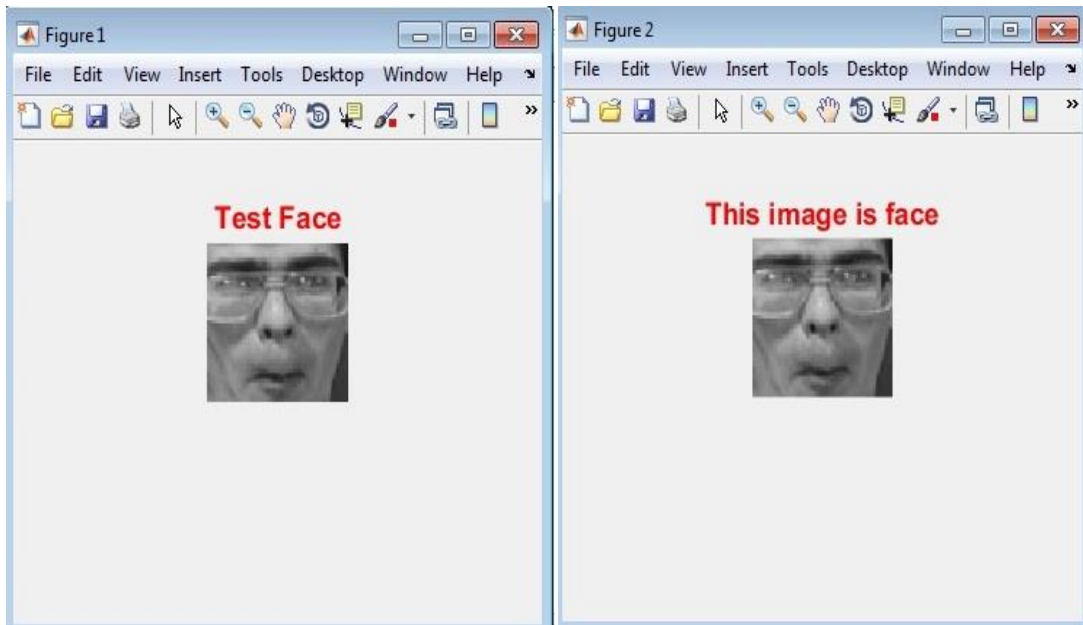 Figure 1
File Edit View Insert Tools Desktop Window Help
Test Face
Figure 2
File Edit View Insert Tools Desktop Window Help
This image is face